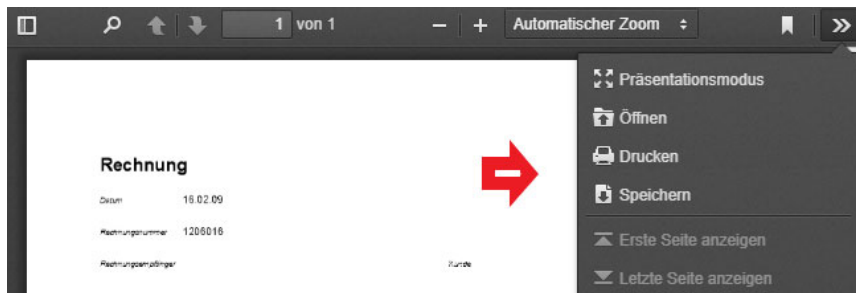 1 von 1
Automatischer Zoom
Präsentationsmodus
Öffnen
Drucken
Speichern
Erste Seite anzeigen
Letzte Seite anzeigen
Rechnung
Datum 16.02.09
Rechnungsnummer 1206016
Rechnungsempfänger Kunde